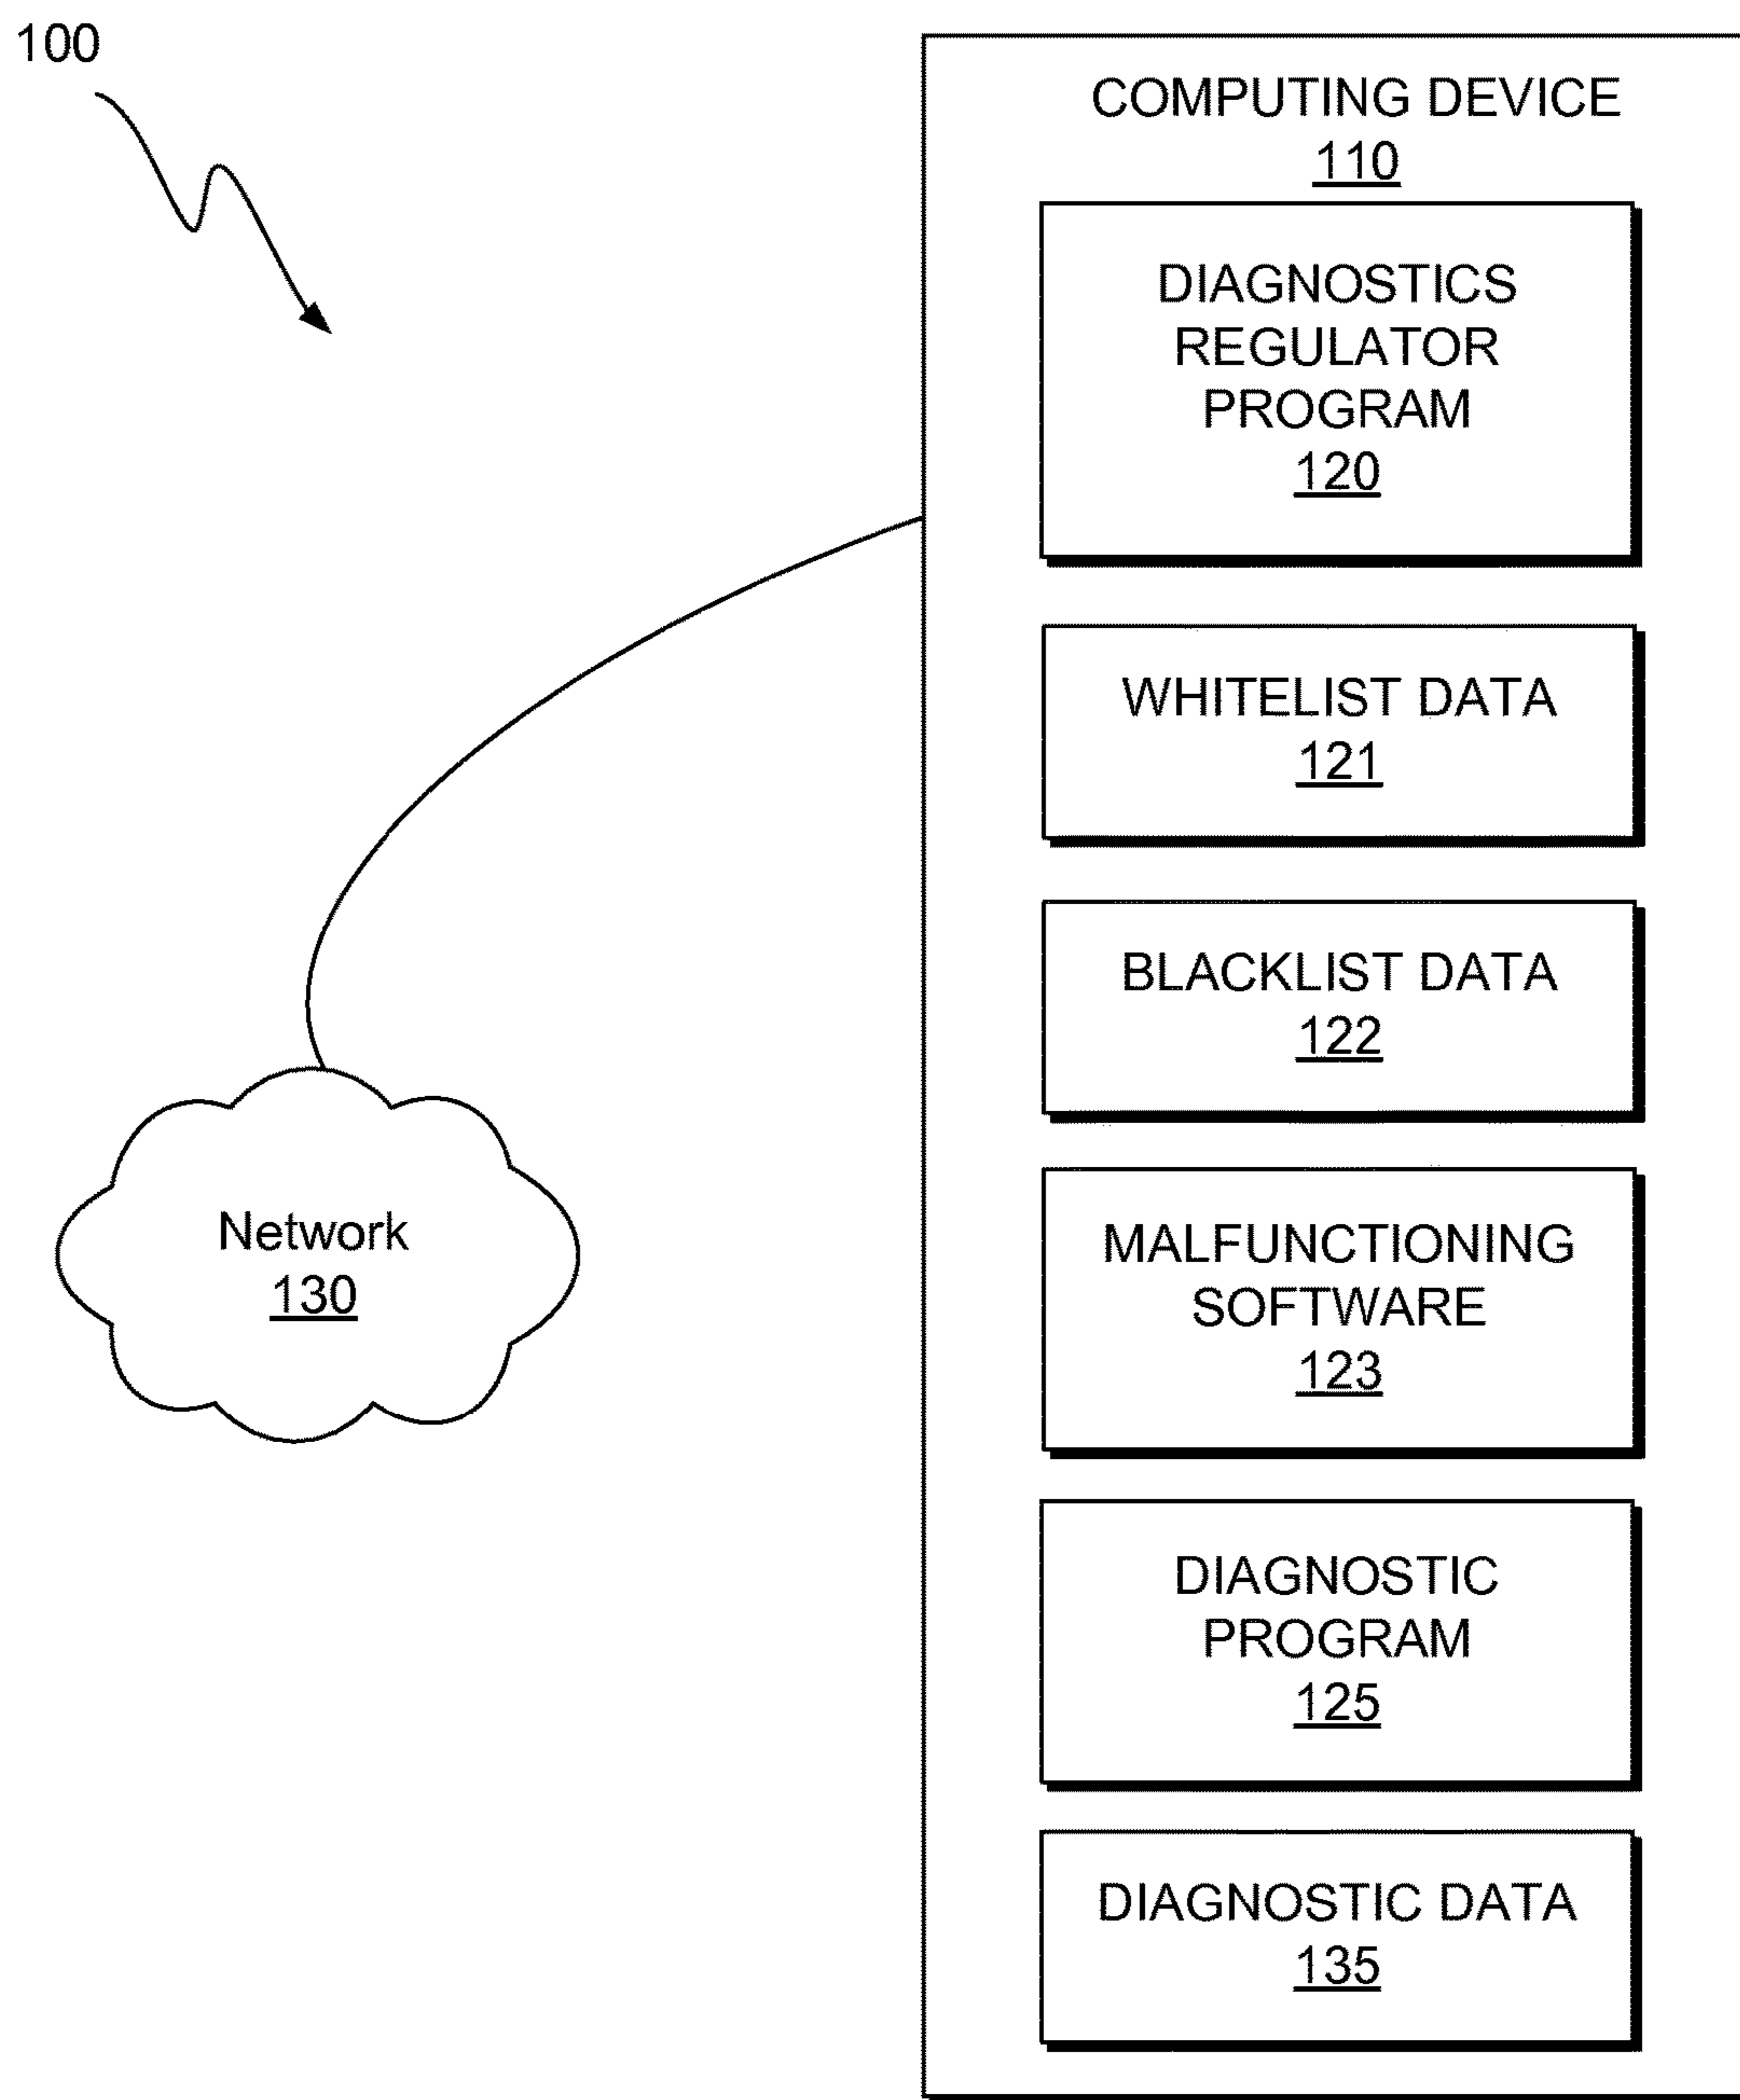 100
COMPUTING DEVICE
110
DIAGNOSTICS
REGULATOR
PROGRAM
120
WHITELIST DATA
121
BLACKLIST DATA
122
MALFUNCTIONING
SOFTWARE
123
DIAGNOSTIC
PROGRAM
125
DIAGNOSTIC DATA
135
Network
130